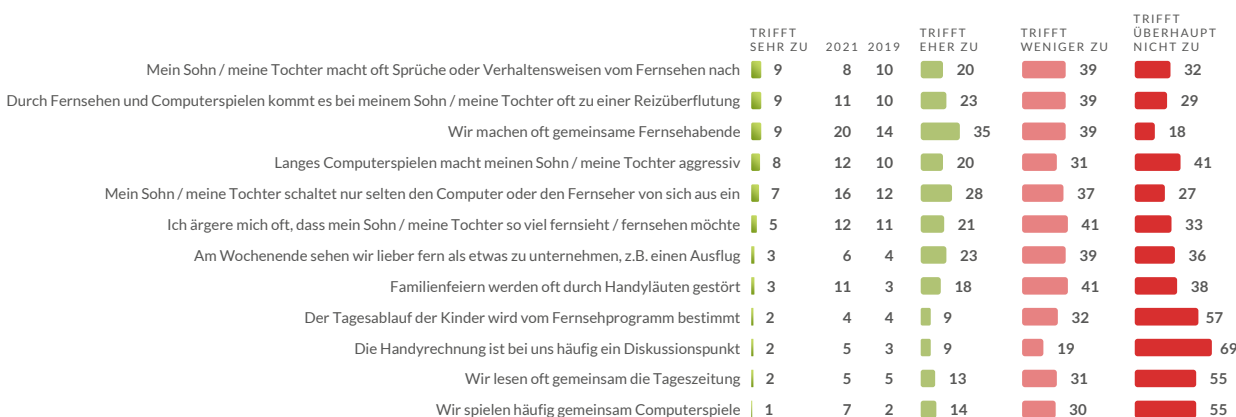 TRIFFT SEHR ZU 2021 2019 TRIFFT EHER ZU TRIFFT WENIGER ZU TRIFFT ÜBERHAUPT NICHT ZU
Mein Sohn / meine Tochter macht oft Sprüche oder Verhaltensweisen vom Fernsehen nach 9 8 10 20 39 32
Durch Fernsehen und Computerspielen kommt es bei meinem Sohn / meine Tochter oft zu einer Reizüberflutung 9 11 10 23 39 29
Wir machen oft gemeinsame Fernsehabende 9 20 14 35 39 18
Langes Computerspielen macht meinen Sohn / meine Tochter aggressiv 8 12 10 20 31 41
Mein Sohn / meine Tochter schaltet nur selten den Computer oder den Fernseher von sich aus ein 7 16 12 28 37 27
Ich ärgere mich oft, dass mein Sohn / meine Tochter so viel fernsieht / fernsehen möchte 5 12 11 21 41 33
Am Wochenende sehen wir lieber fern als etwas zu unternehmen, z.B. einen Ausflug 3 6 4 23 39 36
Familienfeiern werden oft durch Handyläuten gestört 3 11 3 18 41 38
Der Tagesablauf der Kinder wird vom Fernsehprogramm bestimmt 2 4 4 9 32 57
Die Handyrechnung ist bei uns häufig ein Diskussionspunkt 2 5 3 9 19 69
Wir lesen oft gemeinsam die Tageszeitung 2 5 5 13 31 55
Wir spielen häufig gemeinsam Computerspiele 1 7 2 14 30 55